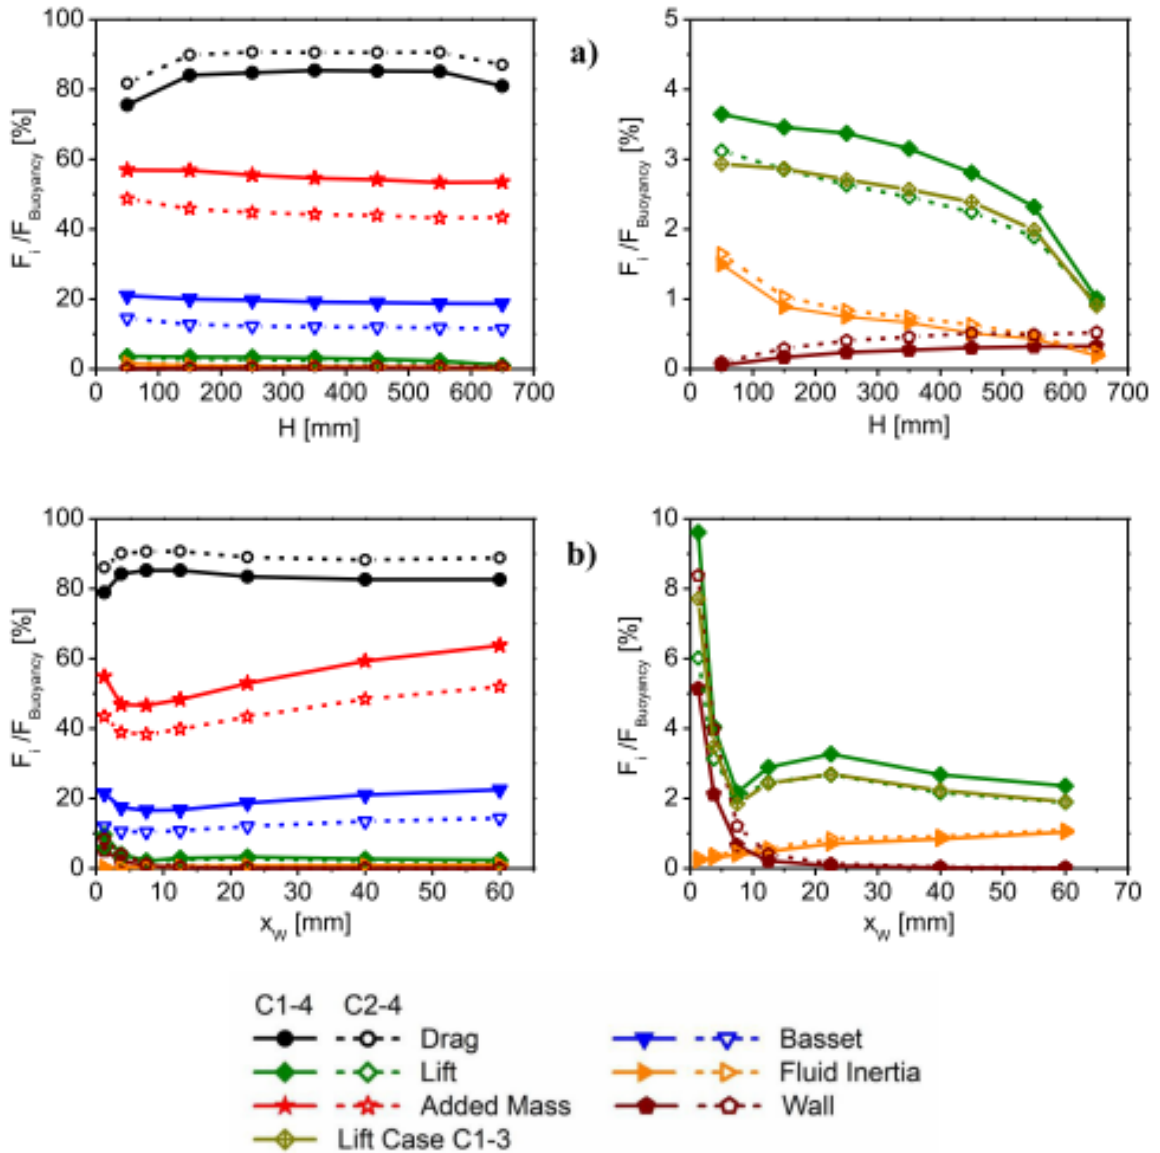 100
80
60
40
20
0
F_i /F_Buoyancy [%]
0 100 200 300 400 500 600 700
H [mm]
a)
5
4
3
2
1
0
F_i /F_Buoyancy [%]
0 100 200 300 400 500 600 700
H [mm]
100
80
60
40
20
0
F_i /F_Buoyancy [%]
0 10 20 30 40 50 60
x_W [mm]
b)
10
8
6
4
2
0
F_i /F_Buoyancy [%]
0 10 20 30 40 50 60 70
x_W [mm]
C1-4 C2-4
Drag Basset
Lift Fluid Inertia
Added Mass Wall
Lift Case C1-3